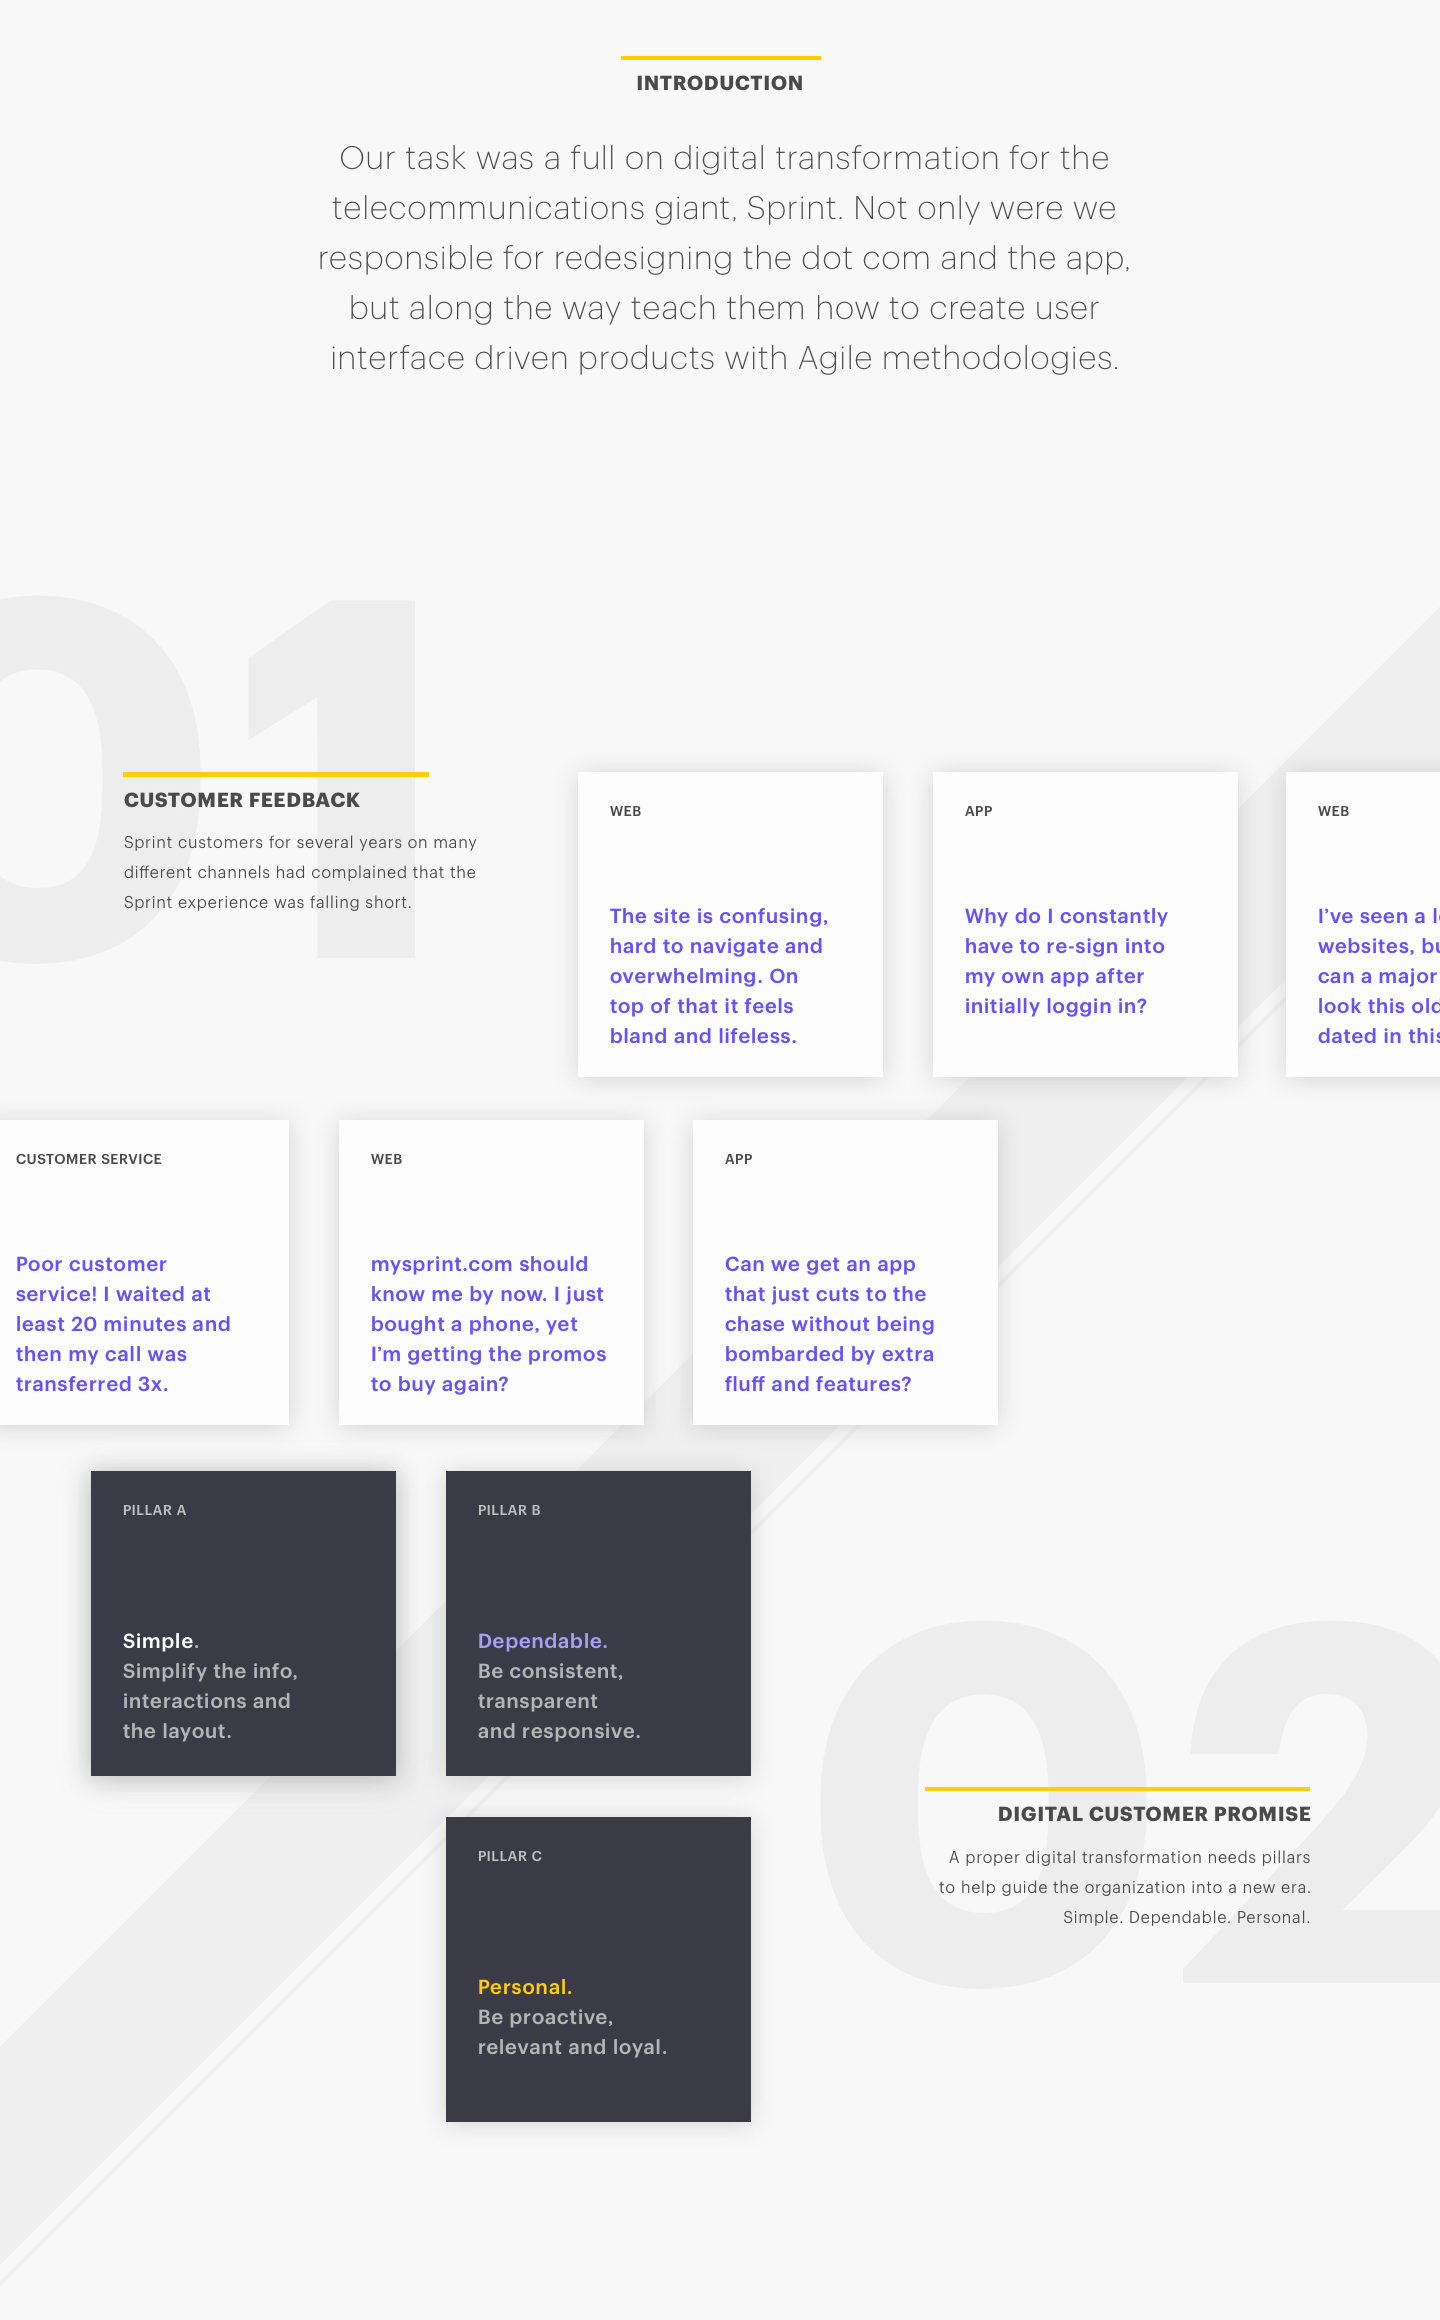 INTRODUCTION
Our task was a full on digital transformation for the
telecommunications giant, Sprint. Not only were we
responsible for redesigning the dot com and the app,
but along the way teach them how to create user
interface driven products with Agile methodologies.
01
CUSTOMER FEEDBACK
Sprint customers for several years on many
different channels had complained that the
Sprint experience was falling short.
WEB
The site is confusing,
hard to navigate and
overwhelming. On
top of that it feels
bland and lifeless.
APP
Why do I constantly
have to re-sign into
my own app after
initially loggin in?
WEB
I’ve seen a
websites,
can a major
look this
dated in
CUSTOMER SERVICE
Poor customer
service! I waited at
least 20 minutes and
then my call was
transferred 3x.
WEB
mysprint.com should
know me by now. I just
bought a phone, yet
I’m getting the promos
to buy again?
APP
Can we get an app
that just cuts to the
chase without being
bombarded by extra
fluff and features?
PILLAR A
Simple.
Simplify the info,
interactions and
the layout.
PILLAR B
Dependable.
Be consistent,
transparent
and responsive.
PILLAR C
Personal.
Be proactive,
relevant and loyal.
02
DIGITAL CUSTOMER PROMISE
A proper digital transformation needs pillars
to help guide the organization into a new era.
Simple. Dependable. Personal.